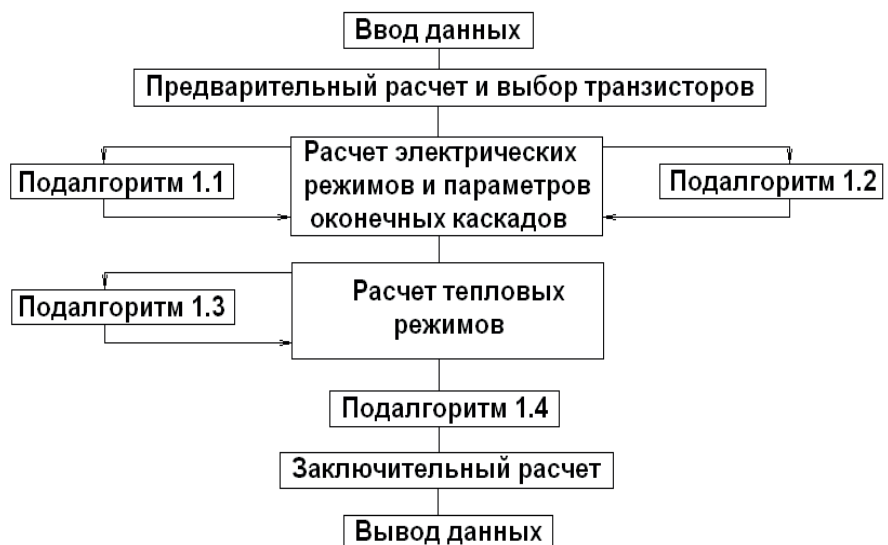 Ввод данных
Предварительный расчет и выбор транзисторов
Расчет электрических
режимов и параметров
оконечных каскадов
Подалгоритм 1.1
Подалгоритм 1.2
Расчет тепловых
режимов
Подалгоритм 1.3
Подалгоритм 1.4
Заключительный расчет
Вывод данных